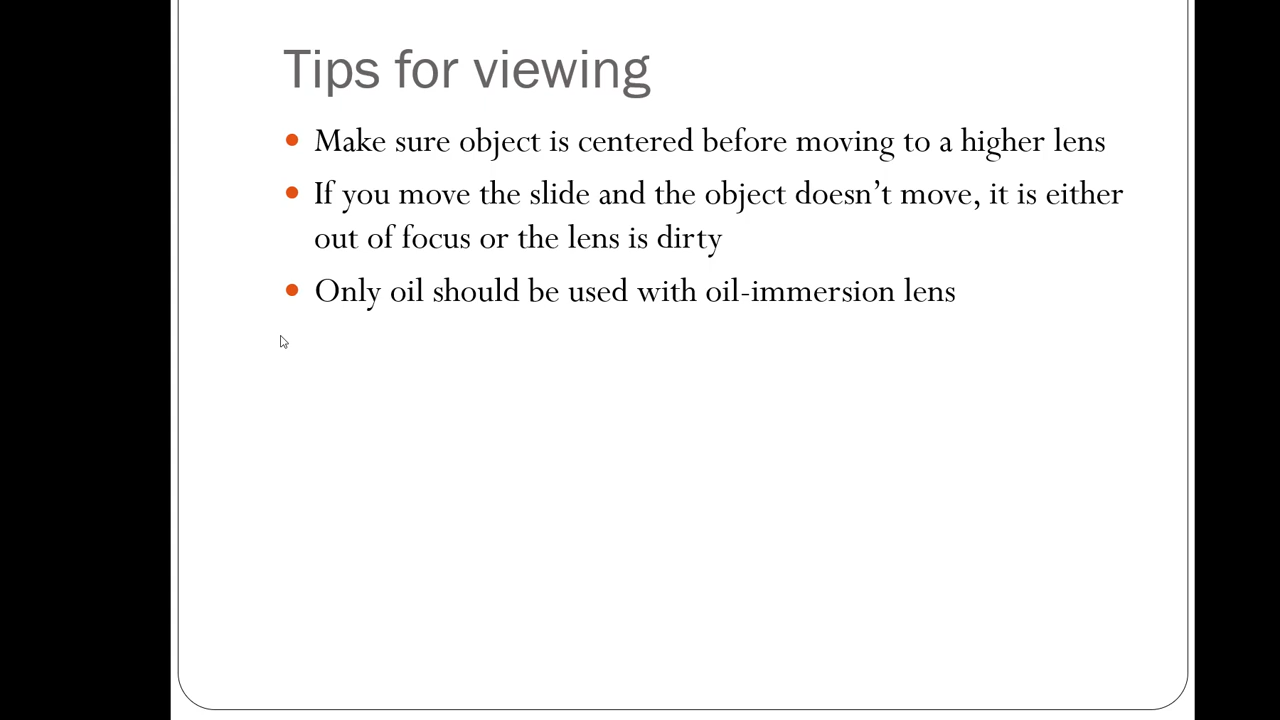 Tips for viewing
Make sure object is centered before moving to a higher lens
If you move the slide and the object doesn’t move, it is either
out of focus or the lens is dirty
Only oil should be used with oil-immersion lens